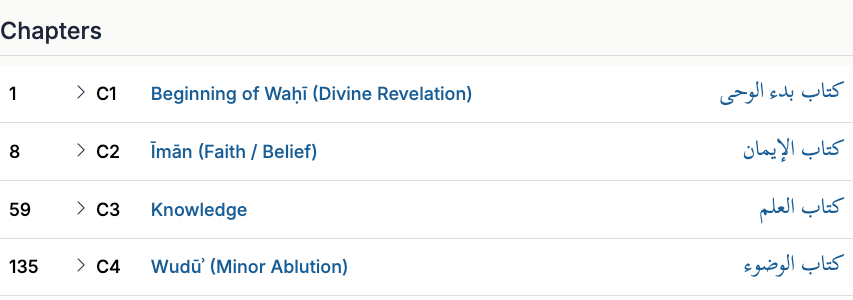 Chapters
1 C1 Beginning of Waḥī (Divine Revelation) كتاب بدء الوحى
8 C2 Īmān (Faith / Belief) كتاب الإيمان
59 C3 Knowledge كتاب العلم
135 C4 Wudūʾ (Minor Ablution) كتاب الوضوء